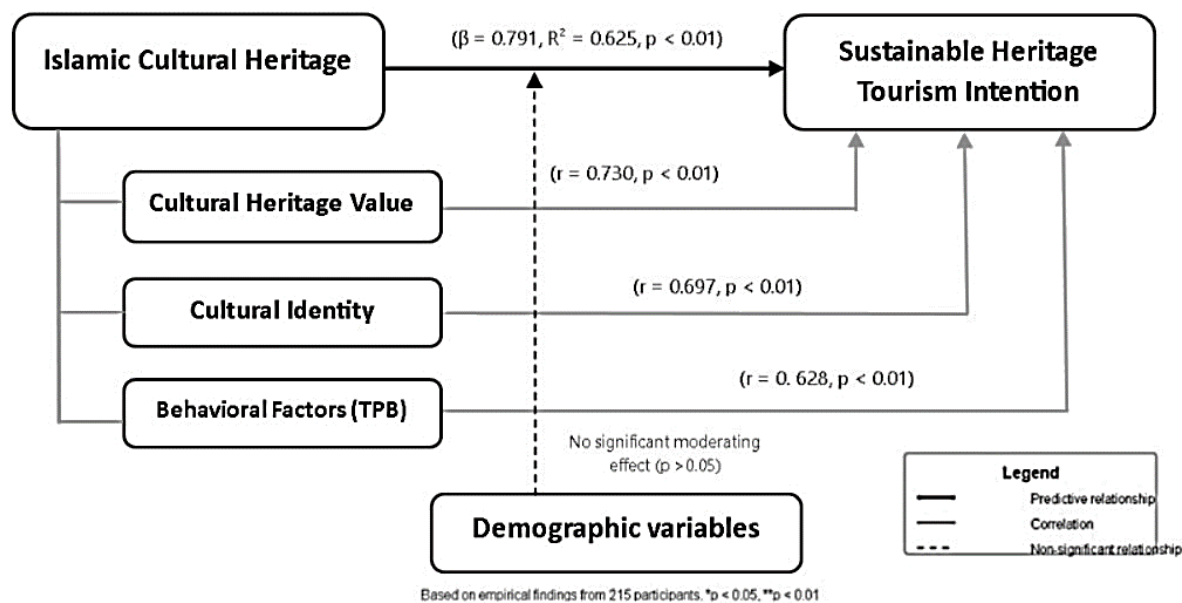 (β = 0.791, R² = 0.625, p < 0.01)
Islamic Cultural Heritage
Sustainable Heritage
Tourism Intention
(r = 0.730, p < 0.01)
Cultural Heritage Value
(r = 0.697, p < 0.01)
Cultural Identity
(r = 0. 628, p < 0.01)
Behavioral Factors (TPB)
No significant moderating
effect (p > 0.05)
Demographic variables
Legend
Predictive relationship
Correlation
Non-significant relationship
Based on empirical findings from 215 participants. *p < 0.05, **p < 0.01